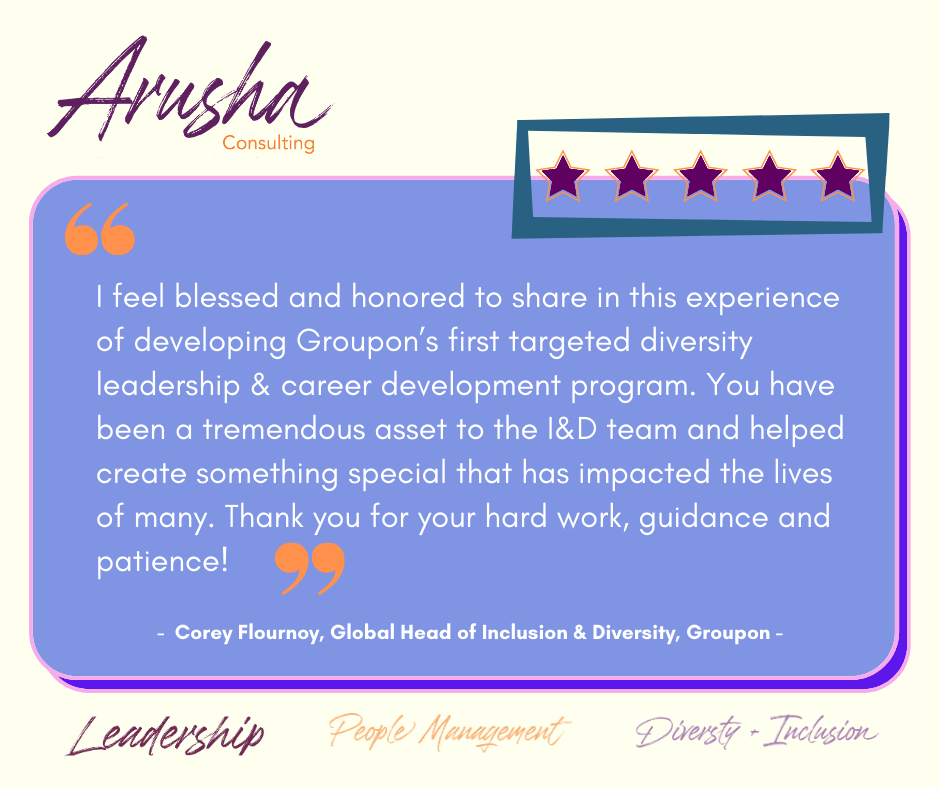 Arusha
Consulting
I feel blessed and honored to share in this experience
of developing Groupon’s first targeted diversity
leadership & career development program. You have
been a tremendous asset to the I&D team and helped
create something special that has impacted the lives
of many. Thank you for your hard work, guidance and
patience!
- Corey Flournoy, Global Head of Inclusion & Diversity, Groupon -
Leadership
People Management
Diversty + Inclusion